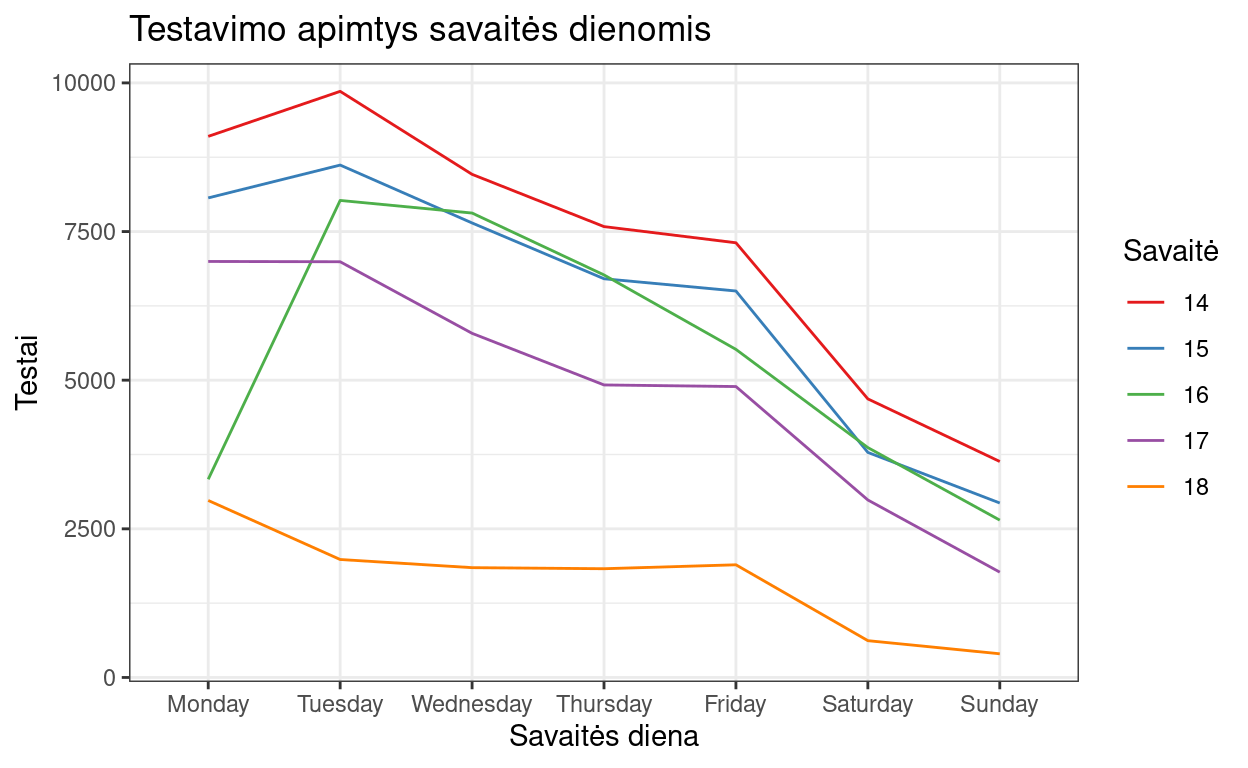 Testavimo apimtys savaitės dienomis
10000
7500
5000
2500
0
Testai
Monday Tuesday Wednesday Thursday Friday Saturday Sunday
Savaitės diena
Savaitė
14
15
16
17
18